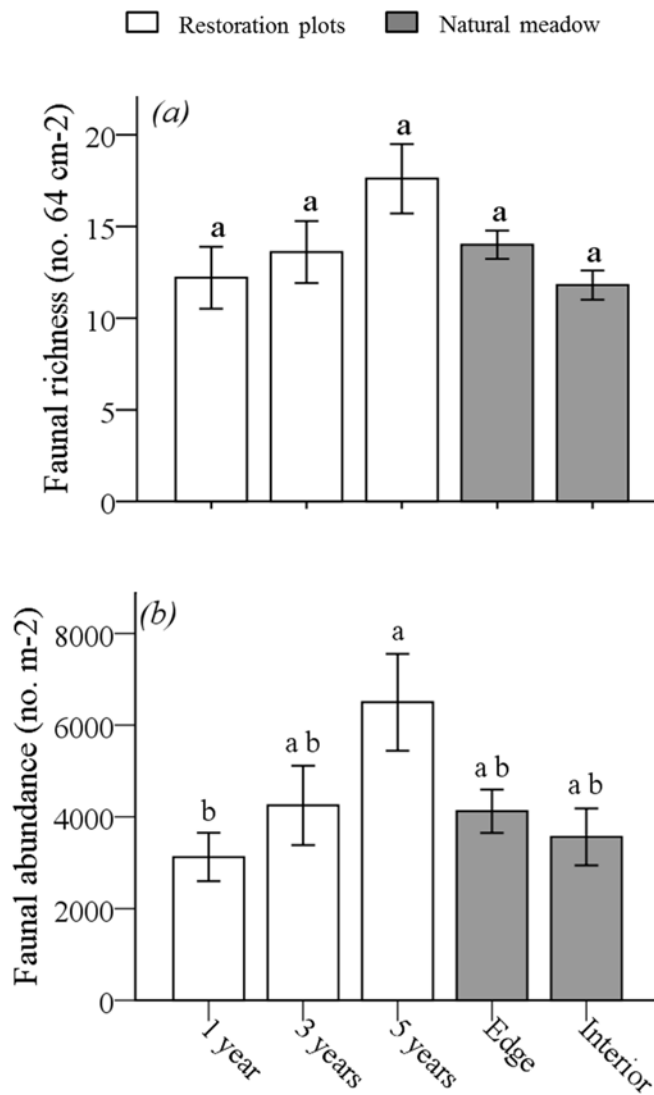 Restoration plots Natural meadow
(a)
Faunal richness (no. 64 cm-2)
20
15
10
5
0
a a a a a
(b)
Faunal abundance (no. m-2)
8000
6000
4000
2000
0
b a b a a b a b
1 year 3 years 5 years Edge Interior